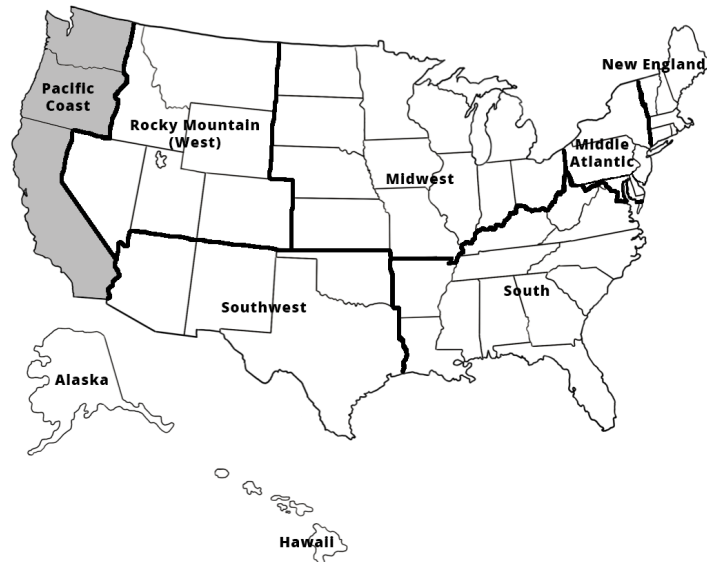 New England
Pacific
Coast
Rocky Mountain
(West)
Middle
Atlantic
Midwest
South
Southwest
Alaska
Hawaii